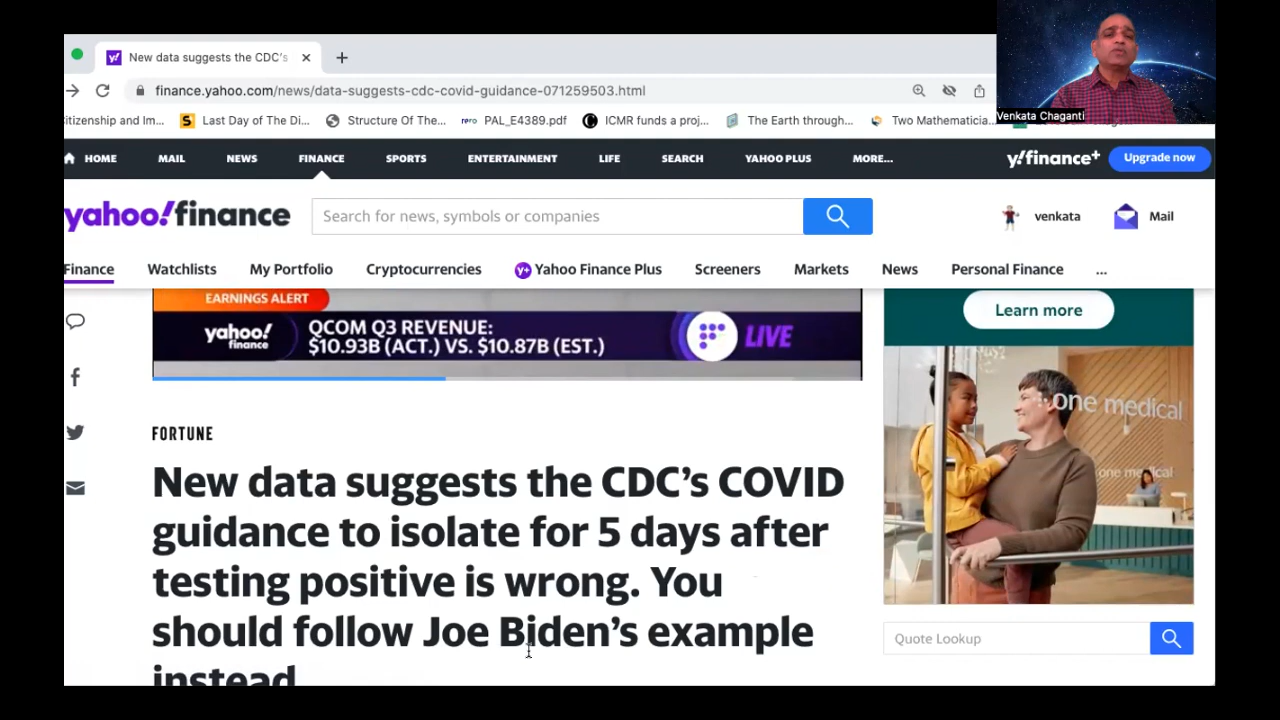 New data suggests the CDC's
finance.yahoo.com/news/data-suggests-cdc-covid-guidance-071259503.html
Venkata Chaganti
itizenship and Im...
Last Day of The Di...
Structure Of The...
PAL_E4389.pdf
ICMR funds a proj...
The Earth through...
Two Mathematicia...
HOME
MAIL
NEWS
FINANCE
SPORTS
ENTERTAINMENT
LIFE
SEARCH
YAHOO PLUS
MORE...
y!finance+
Upgrade now
yahoo!finance
Search for news, symbols or companies
venkata
Mail
Finance
Watchlists
My Portfolio
Cryptocurrencies
Yahoo Finance Plus
Screeners
Markets
News
Personal Finance
...
EARNINGS ALERT
yahoo!
finance
QCOM Q3 REVENUE:
$10.93B (ACT.) VS. $10.87B (EST.)
LIVE
Learn more
one medical
one medical
FORTUNE
New data suggests the CDC's COVID
guidance to isolate for 5 days after
testing positive is wrong. You
should follow Joe Biden's example
instead
Quote Lookup